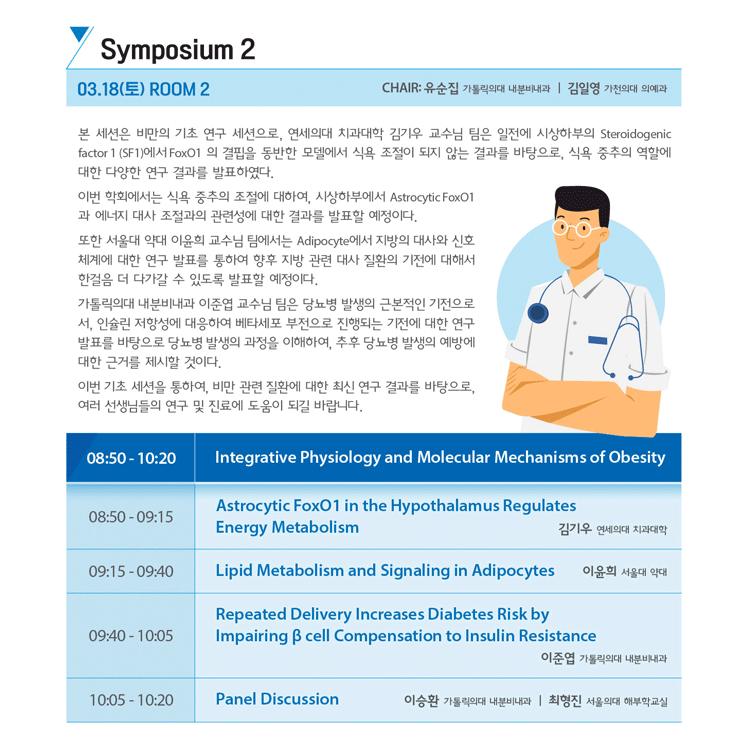 Symposium 2
03.18(토) ROOM 2
CHAIR: 유순집 가톨릭의대 내분비내과 | 김일영 가천의대 의예과
본 세션은 비만의 기초 연구 세션으로, 연세의대 치과대학 김기우 교수님 팀은 일전에 시상하부의 Steroidogenic
factor 1 (SF1)에서 FoxO1 의 결핍을 동반한 모델에서 식욕 조절이 되지 않는 결과를 바탕으로, 식욕 중추의 역할에
대한 다양한 연구 결과를 발표하였다.
이번 학회에서는 식욕 중추의 조절에 대하여, 시상하부에서 Astrocytic FoxO1
과 에너지 대사 조절과의 관련성에 대한 결과를 발표할 예정이다.
또한 서울대 약대 이윤희 교수님 팀에서는 Adipocyte에서 지방의 대사와 신호
체계에 대한 연구 발표를 통하여 향후 지방 관련 대사 질환의 기전에 대해서
한걸음 더 다가갈 수 있도록 발표할 예정이다.
가톨릭의대 내분비내과 이준엽 교수님 팀은 당뇨병 발생의 근본적인 기전으로
서, 인슐린 저항성에 대응하여 베타세포 부전으로 진행되는 기전에 대한 연구
발표를 바탕으로 당뇨병 발생의 과정을 이해하여, 추후 당뇨병 발생의 예방에
대한 근거를 제시할 것이다.
이번 기초 세션을 통하여, 비만 관련 질환에 대한 최신 연구 결과를 바탕으로,
여러 선생님들의 연구 및 진료에 도움이 되길 바랍니다.
08:50 - 10:20 Integrative Physiology and Molecular Mechanisms of Obesity
08:50 - 09:15 Astrocytic FoxO1 in the Hypothalamus Regulates
Energy Metabolism 김기우 연세의대 치과대학
09:15 - 09:40 Lipid Metabolism and Signaling in Adipocytes 이윤희 서울대 약대
09:40 - 10:05 Repeated Delivery Increases Diabetes Risk by
Impairing β cell Compensation to Insulin Resistance
이준엽 가톨릭의대 내분비내과
10:05 - 10:20 Panel Discussion 이승환 가톨릭의대 내분비내과 | 최형진 서울의대 해부학교실